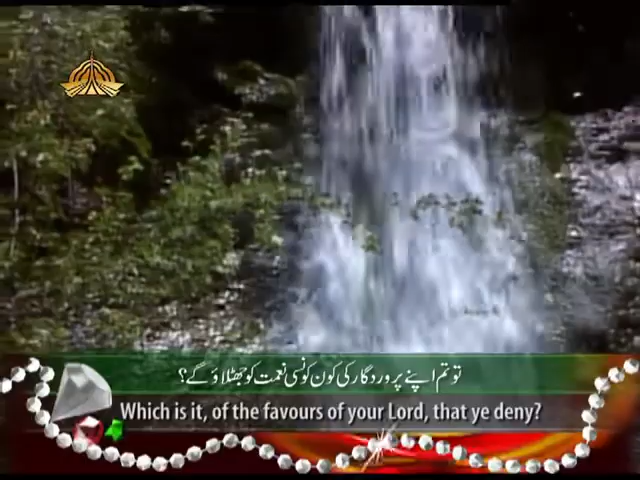 تو تم اپنے پروردگار کی کون کونسی نعمت کو جھٹلاؤ گے؟
Which is it, of the favours of your Lord, that ye deny?